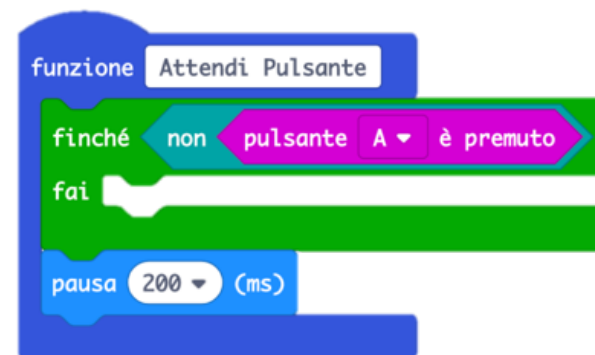 funzione Attendi Pulsante
finché non pulsante A è premuto
fai
pausa 200 (ms)